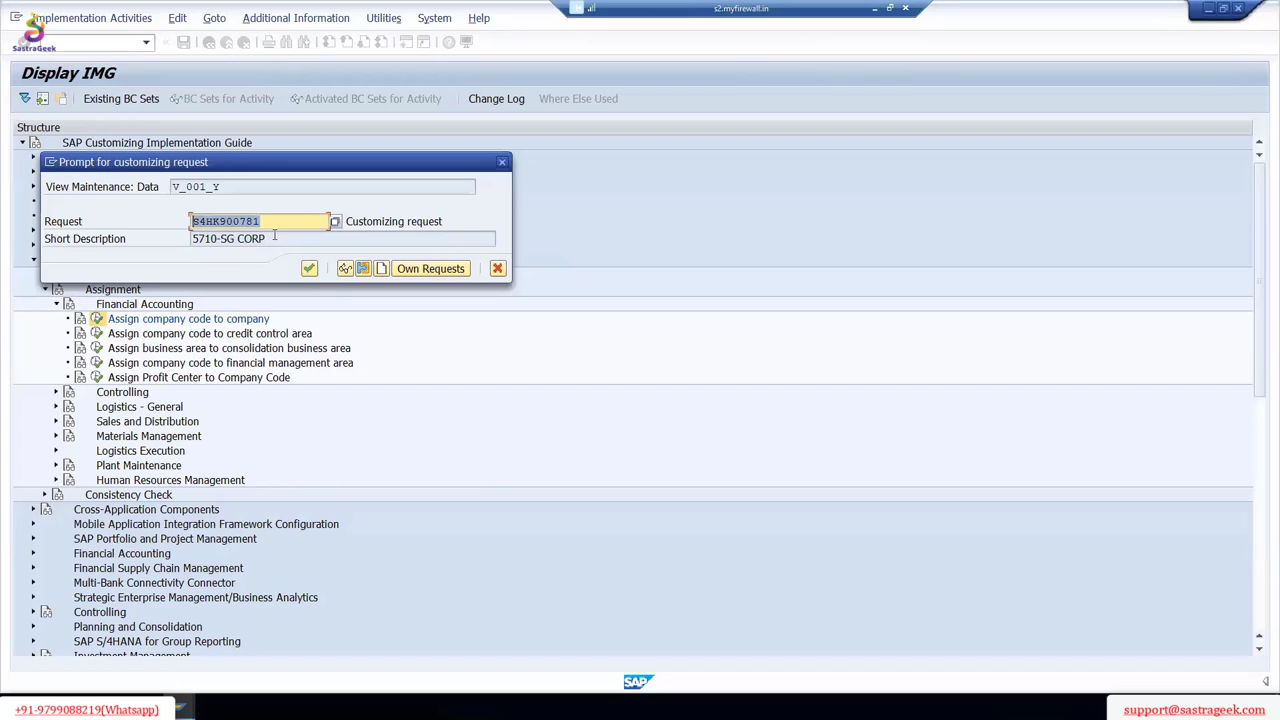 Implementation Activities Edit Goto Additional Information Utilities System Help
s2.myfirewall.in
SastraGeek
Display IMG
Existing BC Sets BC Sets for Activity Activated BC Sets for Activity Change Log Where Else Used
Structure
SAP Customizing Implementation Guide
Prompt for customizing request
View Maintenance: Data V_001_Y
Request S4HK900781 Customizing request
Short Description 5710-SG CORP
Own Requests
Assignment
Financial Accounting
Assign company code to company
Assign company code to credit control area
Assign business area to consolidation business area
Assign company code to financial management area
Assign Profit Center to Company Code
Controlling
Logistics - General
Sales and Distribution
Materials Management
Logistics Execution
Plant Maintenance
Human Resources Management
Consistency Check
Cross-Application Components
Mobile Application Integration Framework Configuration
SAP Portfolio and Project Management
Financial Accounting
Financial Supply Chain Management
Multi-Bank Connectivity Connector
Strategic Enterprise Management/Business Analytics
Controlling
Planning and Consolidation
SAP S/4HANA for Group Reporting
Investment Management
SAP
+91-9799088219(Whatsapp)
support@sastrageek.com